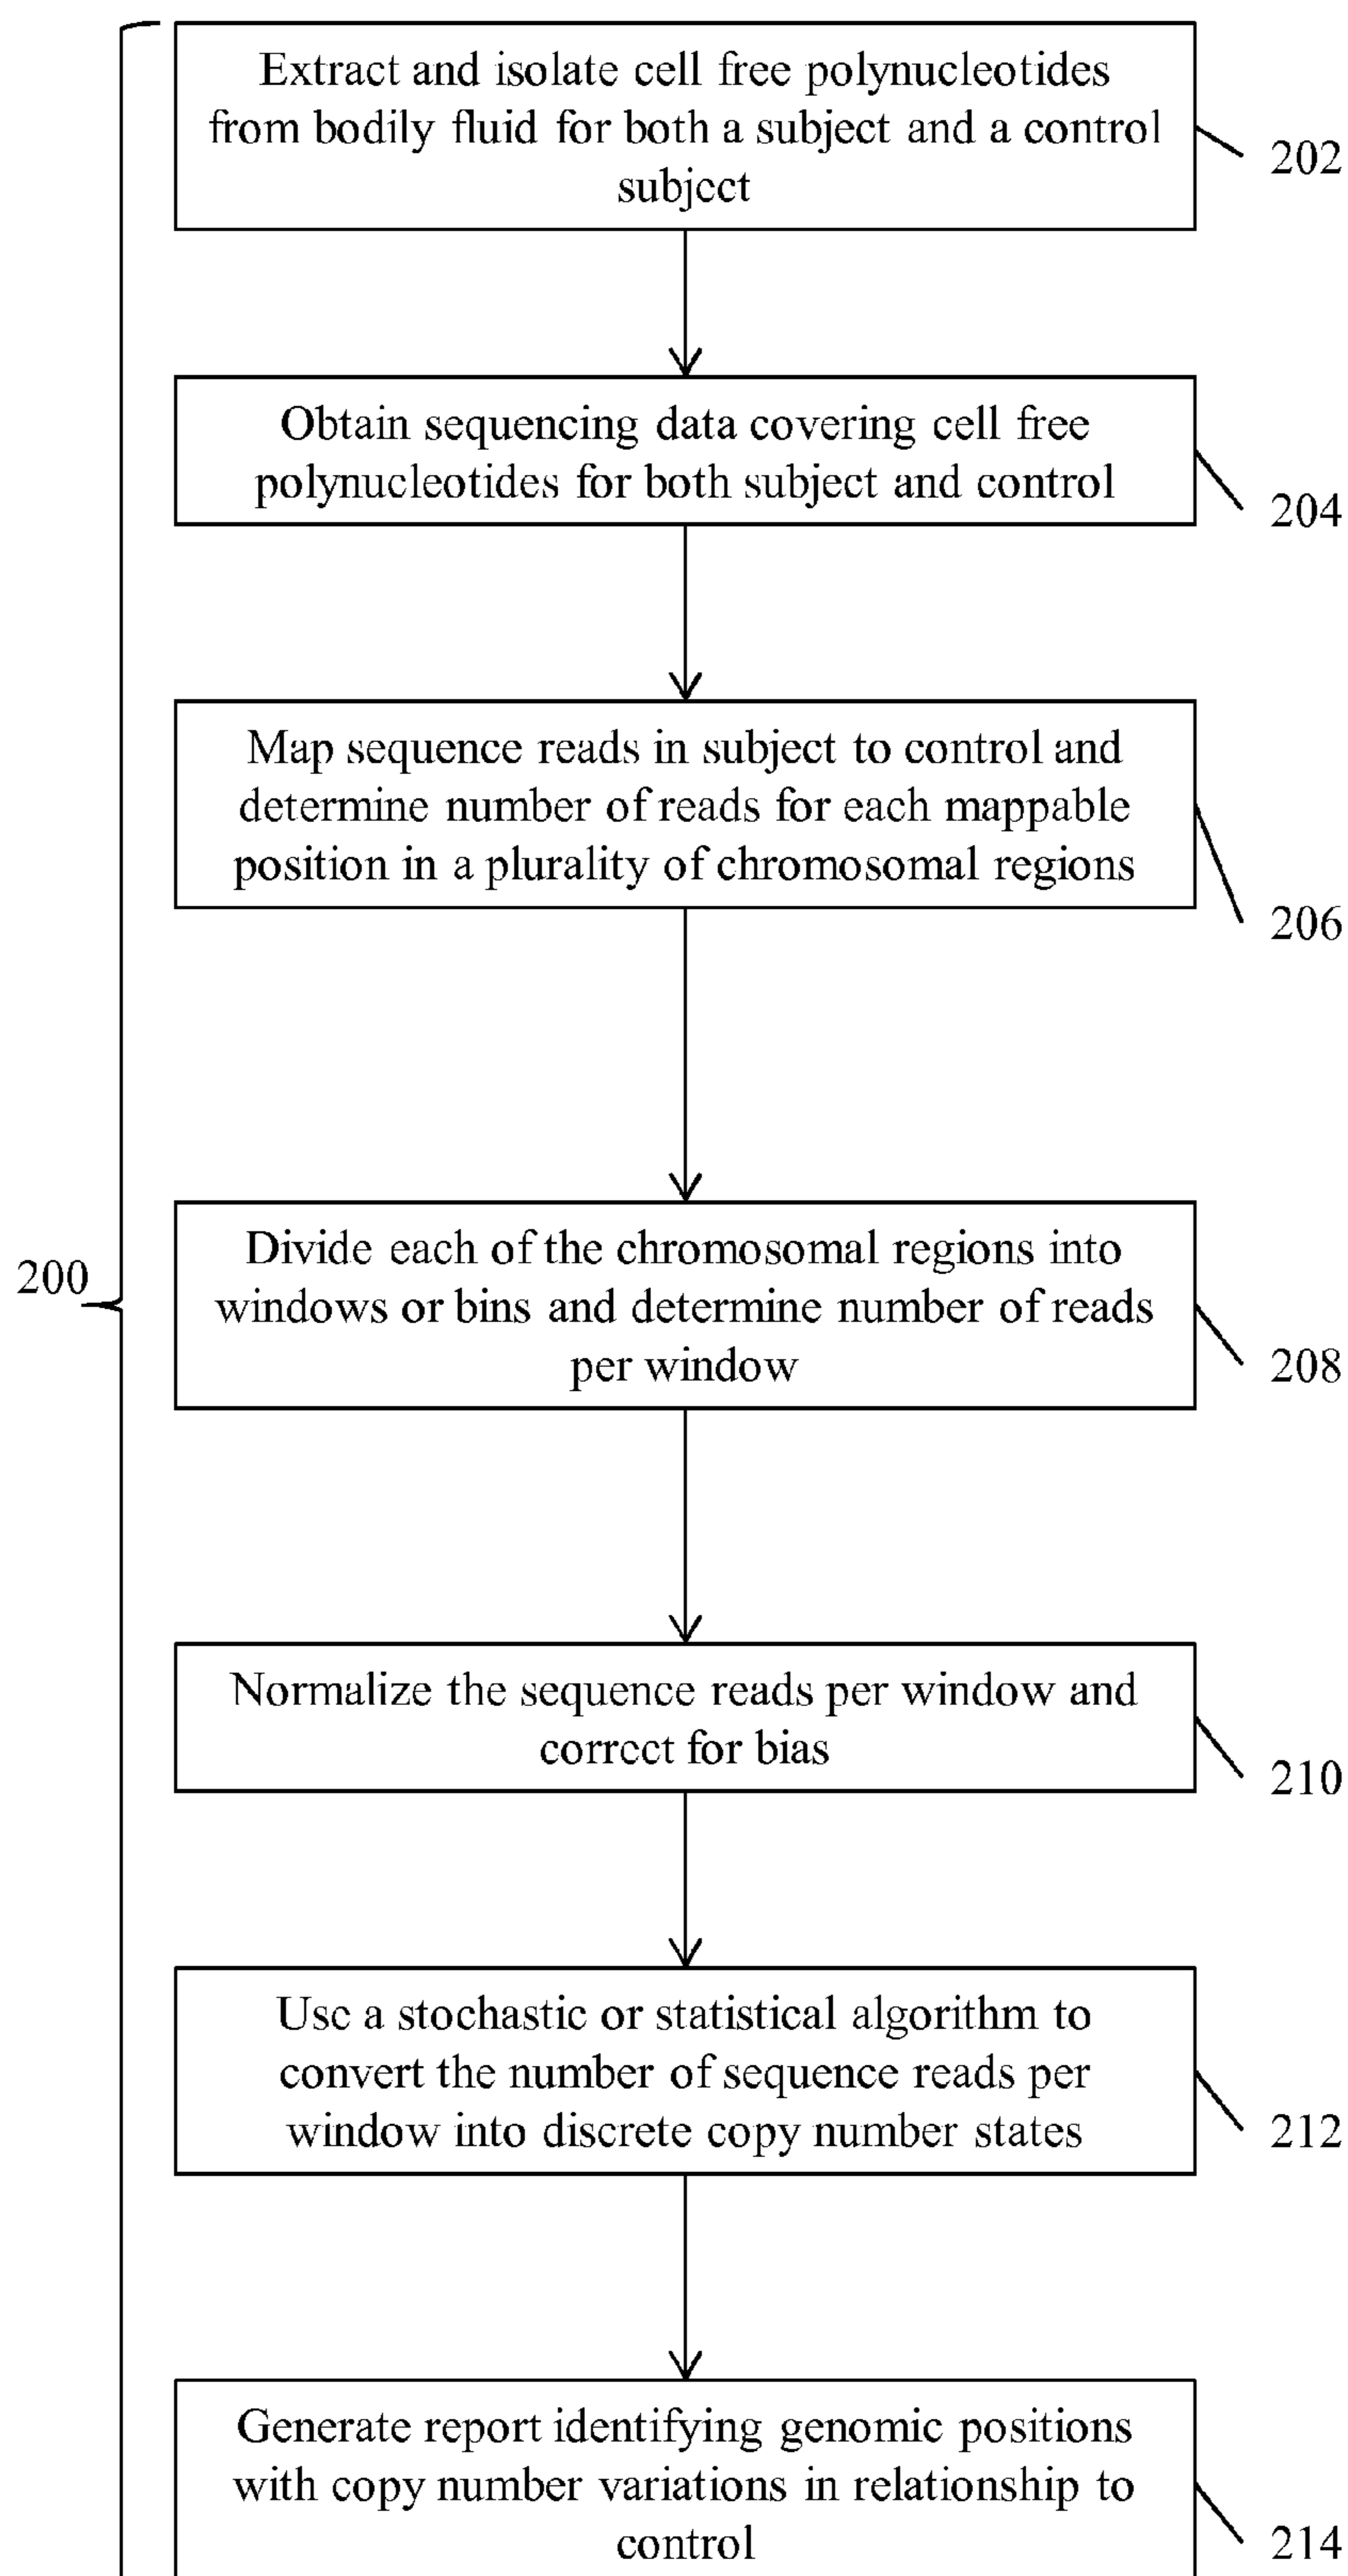 Extract and isolate cell free polynucleotides
from bodily fluid for both a subject and a control
subject
202
Obtain sequencing data covering cell free
polynucleotides for both subject and control
204
Map sequence reads in subject to control and
determine number of reads for each mappable
position in a plurality of chromosomal regions
206
200
Divide each of the chromosomal regions into
windows or bins and determine number of reads
per window
208
Normalize the sequence reads per window and
correct for bias
210
Use a stochastic or statistical algorithm to
convert the number of sequence reads per
window into discrete copy number states
212
Generate report identifying genomic positions
with copy number variations in relationship to
control
214